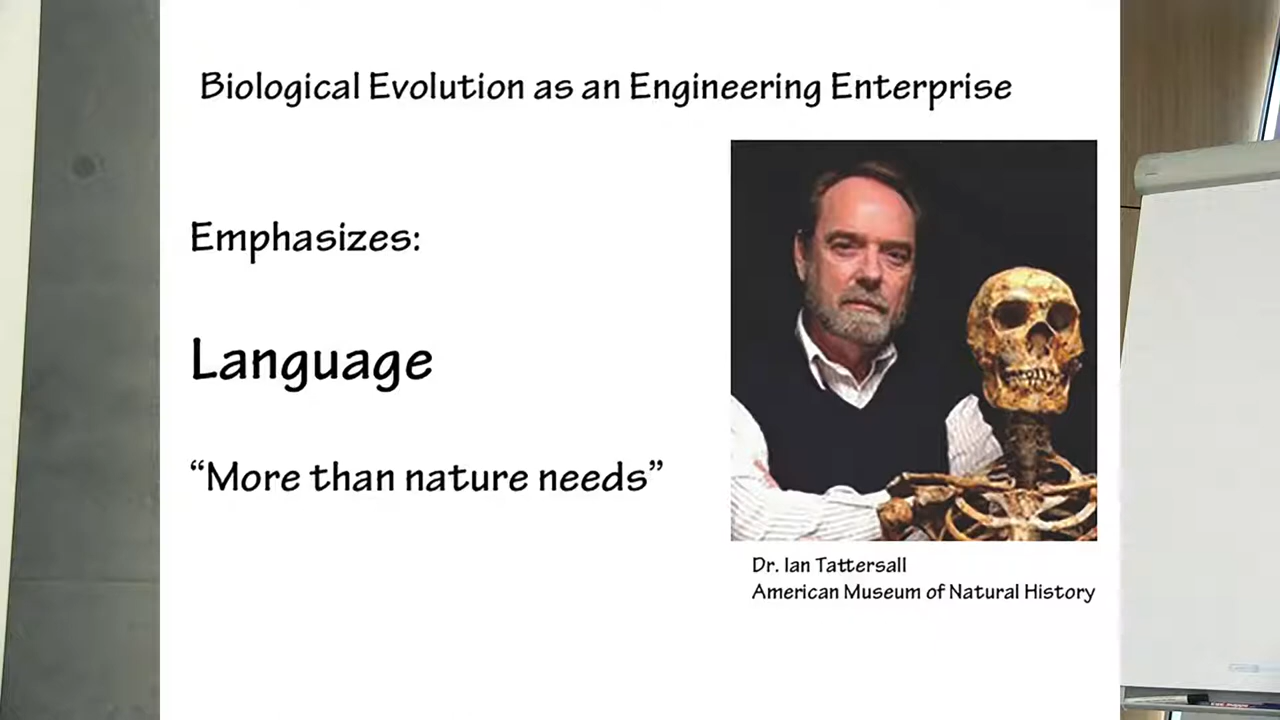 Biological Evolution as an Engineering Enterprise
Emphasizes:
Language
“More than nature needs”
Dr. Ian Tattersall
American Museum of Natural History